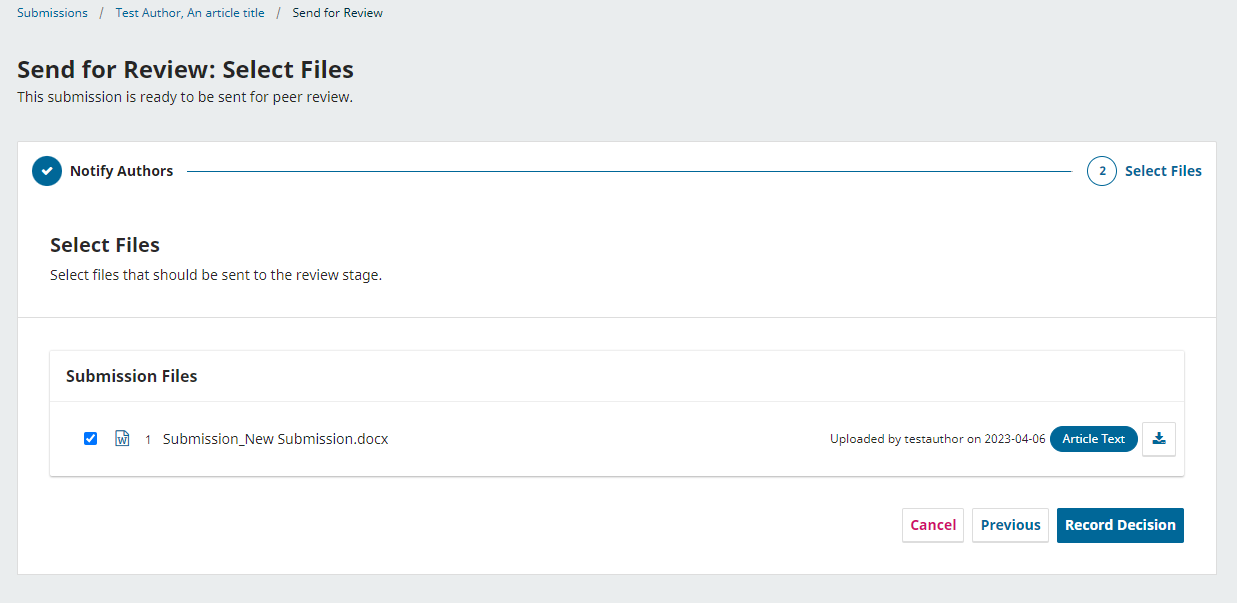 Submissions / Test Author, An article title / Send for Review
Send for Review: Select Files
This submission is ready to be sent for peer review.
Notify Authors 2 Select Files
Select Files
Select files that should be sent to the review stage.
Submission Files
W 1 Submission_New Submission.docx Uploaded by testauthor on 2023-04-06 Article Text
Cancel Previous Record Decision